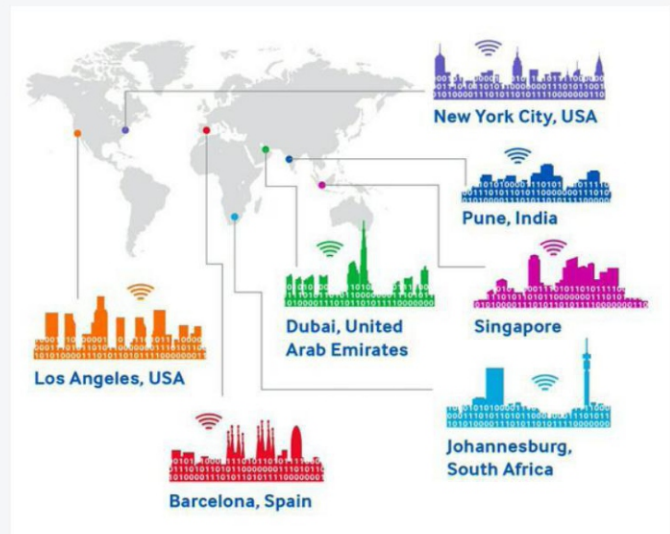 New York City, USA
Pune, India
Dubai, United
Arab Emirates
Singapore
Los Angeles, USA
Johannesburg,
South Africa
Barcelona, Spain